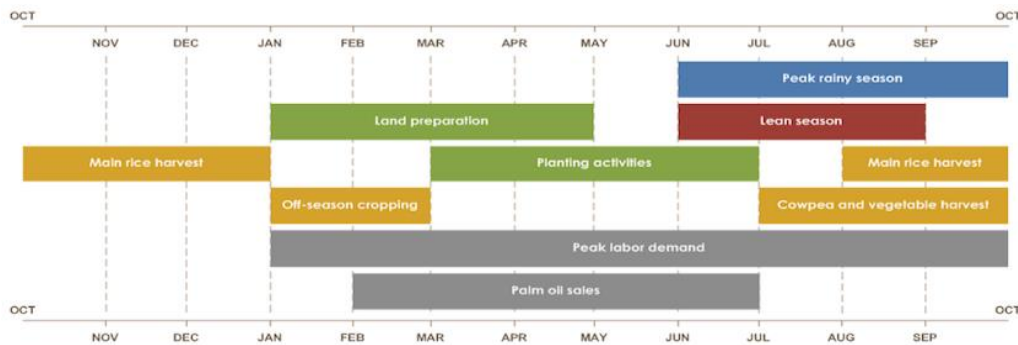 OCT OCT
NOV DEC JAN FEB MAR APR MAY JUN JUL AUG SEP
Peak rainy season
Land preparation Lean season
Main rice harvest Planting activities Main rice harvest
Off-season cropping Cowpea and vegetable harvest
Peak labor demand
Palm oil sales
OCT OCT
NOV DEC JAN FEB MAR APR MAY JUN JUL AUG SEP